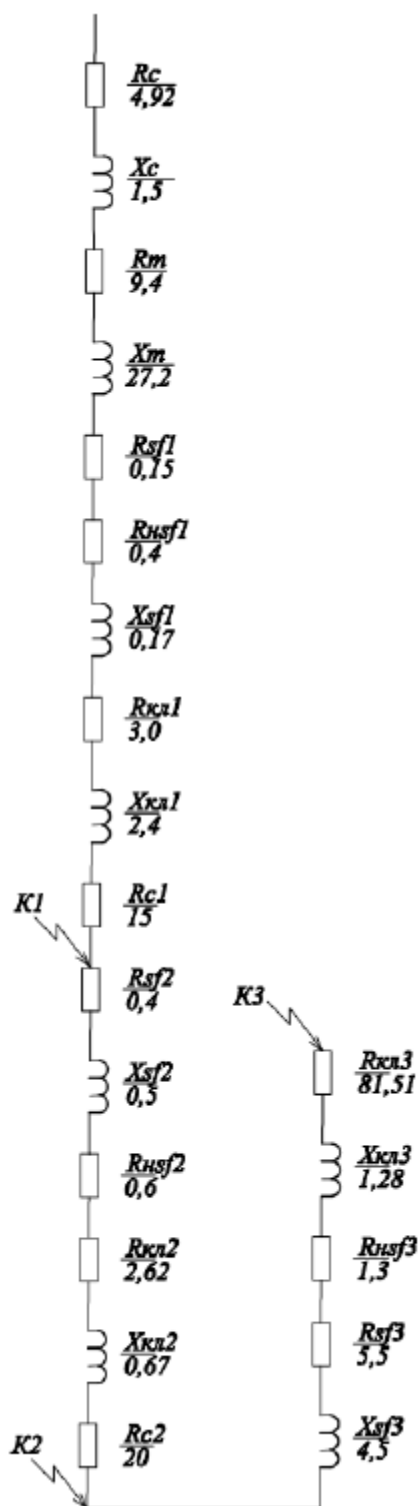 Rc
4,92
Xc
1,5
Rт
9,4
Xт
27,2
Rsf1
0,15
Rнsf1
0,4
Xsf1
0,17
Rкл1
3,0
Xкл1
2,4
Rc1
15
К1
Rsf2
0,4
Xsf2
0,5
Rнsf2
0,6
Rкл2
2,62
Xкл2
0,67
Rc2
20
К2
К3
Rкл3
81,51
Xкл3
1,28
Rнsf3
1,3
Rsf3
5,5
Xsf3
4,5